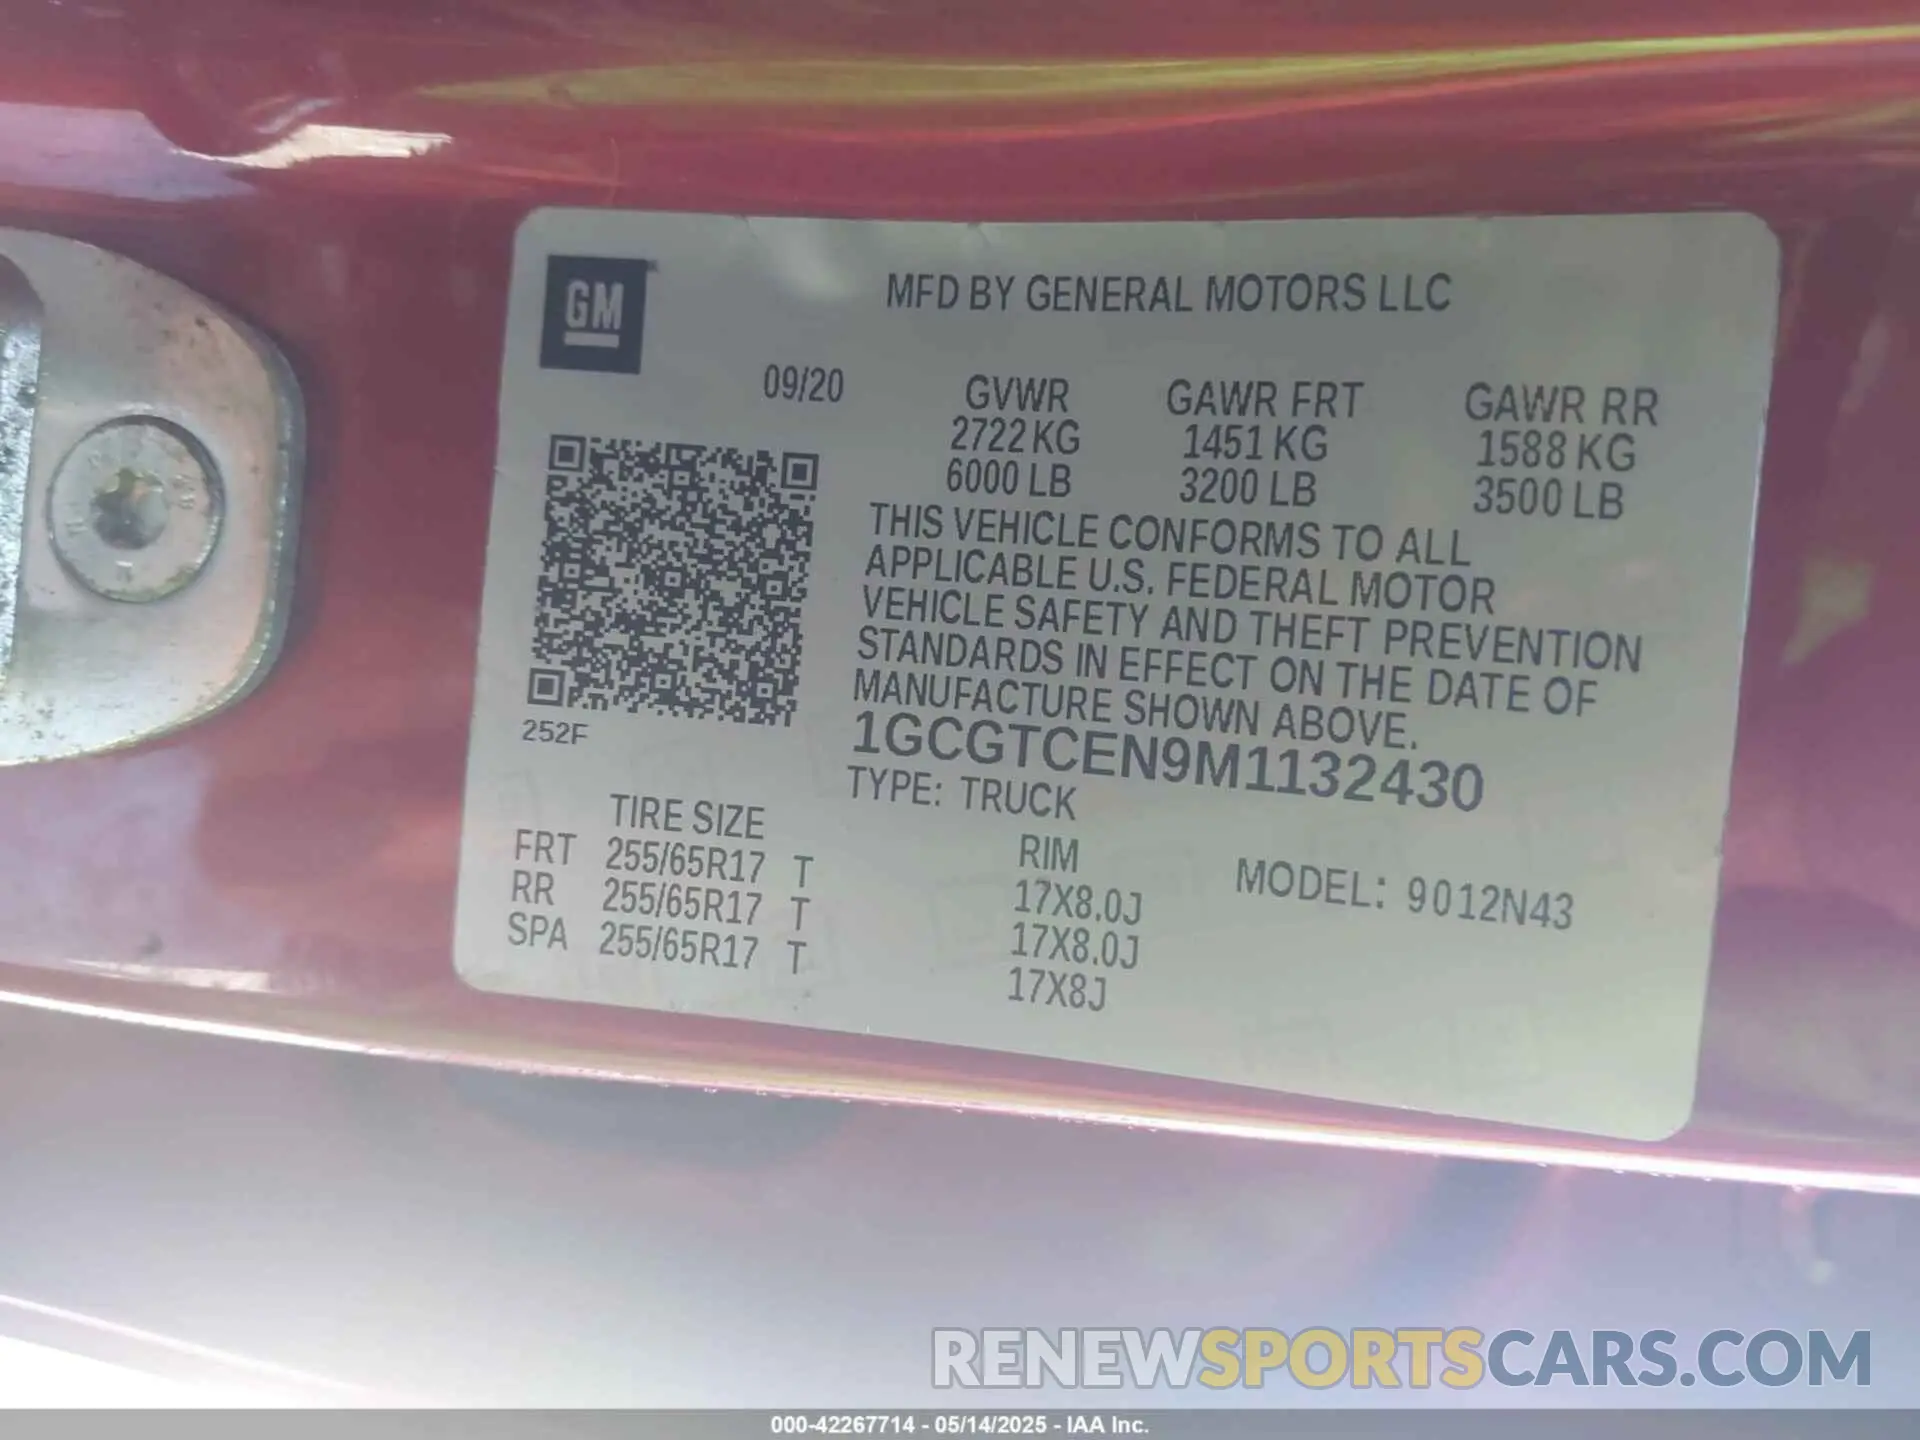 GM
MFD BY GENERAL MOTORS LLC
09/20
GVWR GAWR FRT GAWR RR
2722 KG 1451 KG 1588 KG
6000 LB 3200 LB 3500 LB
THIS VEHICLE CONFORMS TO ALL
APPLICABLE U.S. FEDERAL MOTOR
VEHICLE SAFETY AND THEFT PREVENTION
STANDARDS IN EFFECT ON THE DATE OF
MANUFACTURE SHOWN ABOVE.
252F
1GCGTCEN9M1132430
TYPE: TRUCK
TIRE SIZE RIM
MODEL: 9012N43
FRT 255/65R17 T 17X8.0J
RR 255/65R17 T 17X8.0J
SPA 255/65R17 T 17X8J
RENEWSPORTSCARS.COM
000-42267714 - 05/14/2025 - IAA Inc.